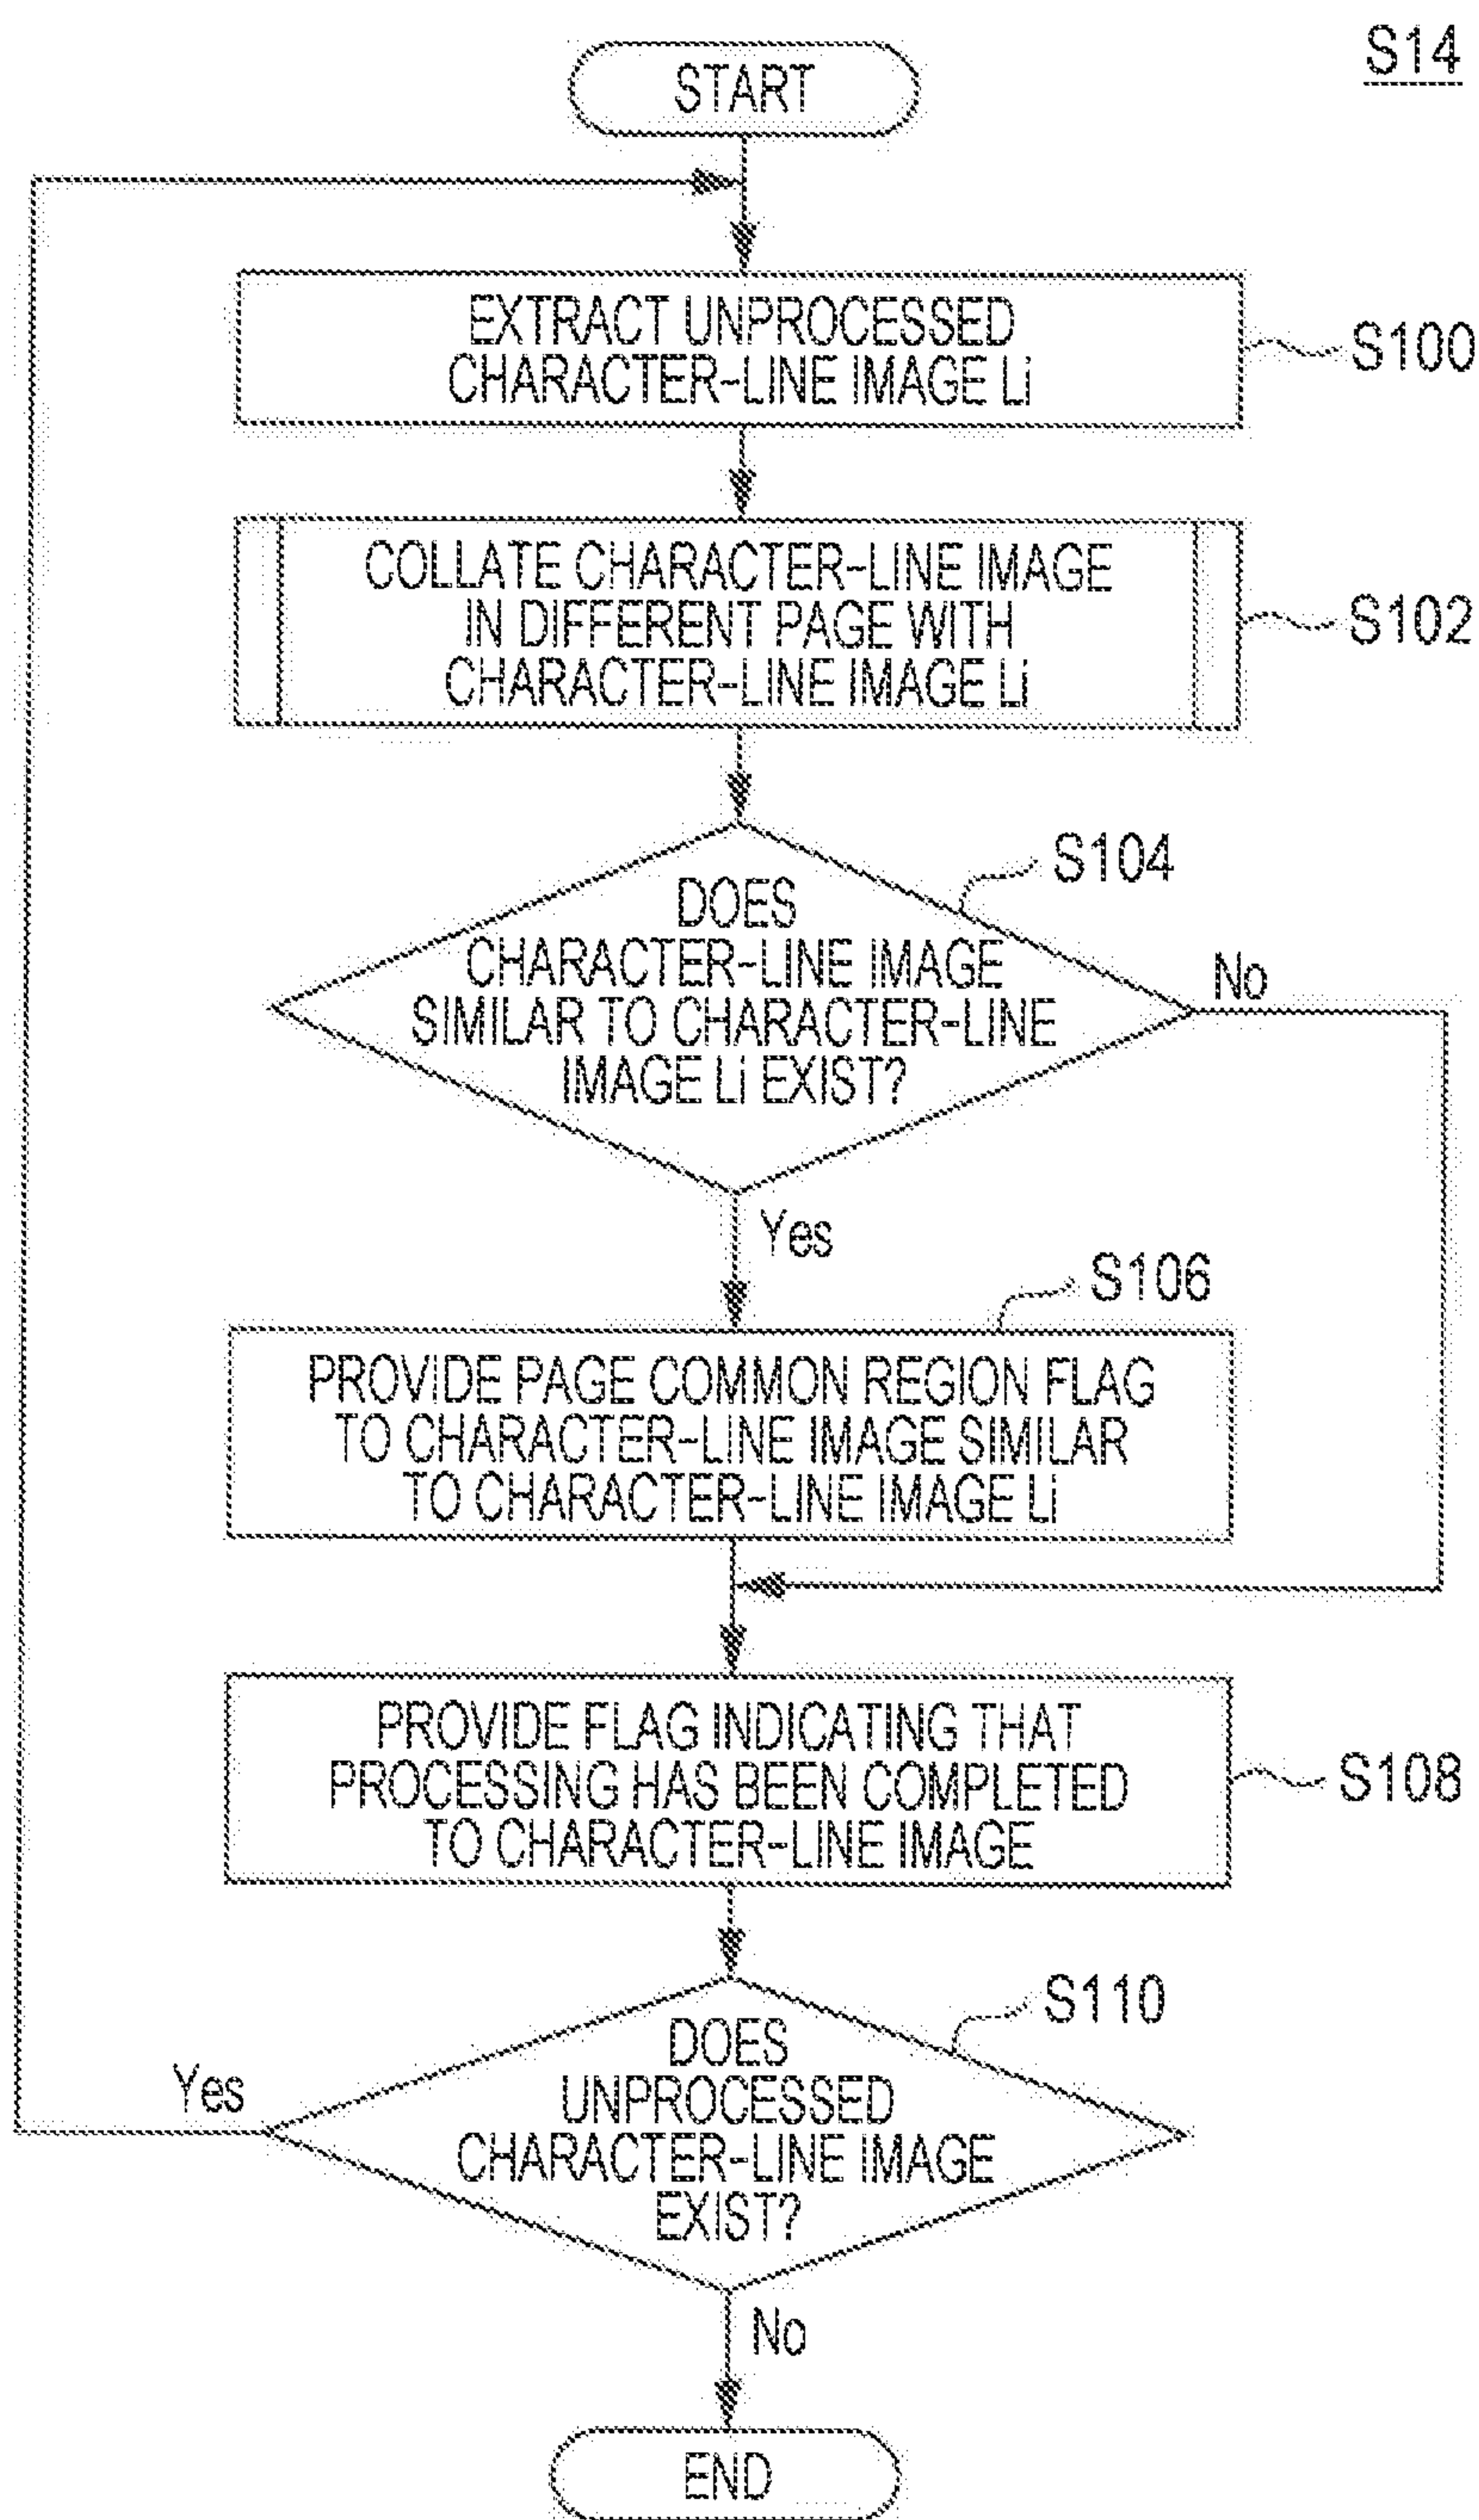 S14
START
EXTRACT UNPROCESSED
CHARACTER-LINE IMAGE Li
S100
COLLATE CHARACTER-LINE IMAGE
IN DIFFERENT PAGE WITH
CHARACTER-LINE IMAGE Li
S102
S104
DOES
CHARACTER-LINE IMAGE
SIMILAR TO CHARACTER-LINE
IMAGE Li EXIST?
No
Yes
S106
PROVIDE PAGE COMMON REGION FLAG
TO CHARACTER-LINE IMAGE SIMILAR
TO CHARACTER-LINE IMAGE Li
PROVIDE FLAG INDICATING THAT
PROCESSING HAS BEEN COMPLETED
TO CHARACTER-LINE IMAGE
S108
S110
DOES
UNPROCESSED
CHARACTER-LINE IMAGE
EXIST?
Yes
No
END